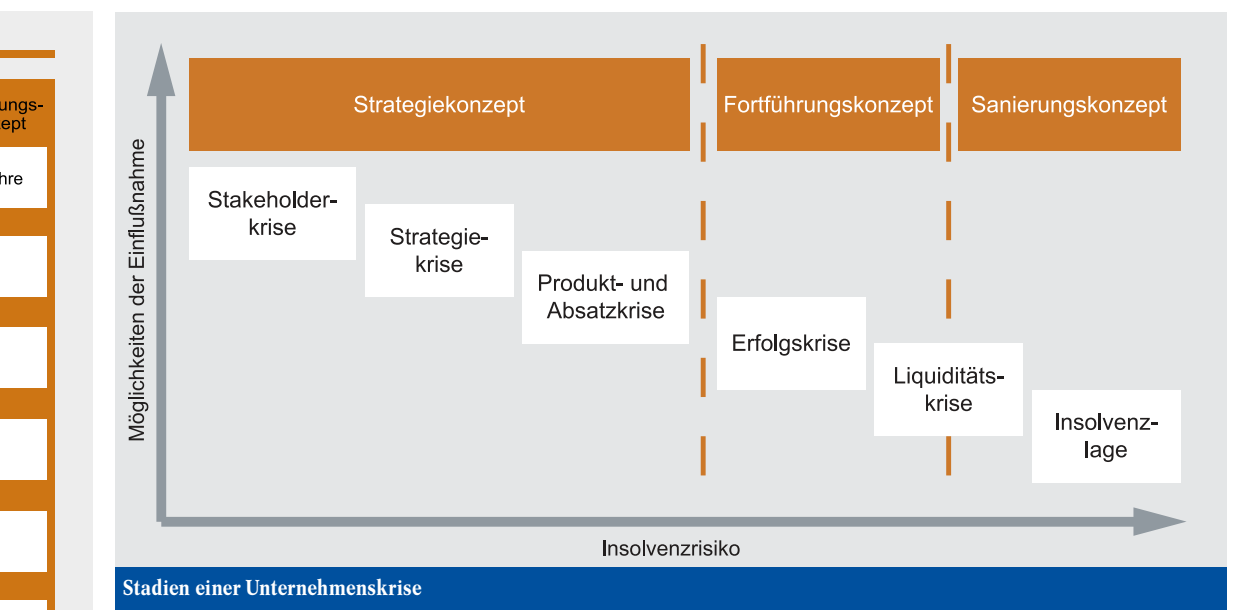 ungs-
ept
hre
Strategiekonzept
Fortführungskonzept
Sanierungskonzept
Möglichkeiten der Einflußnahme
Stakeholder-
krise
Strategie-
krise
Produkt- und
Absatzkrise
Erfolgskrise
Liquiditäts-
krise
Insolvenz-
lage
Insolvenzrisiko
Stadien einer Unternehmenskrise